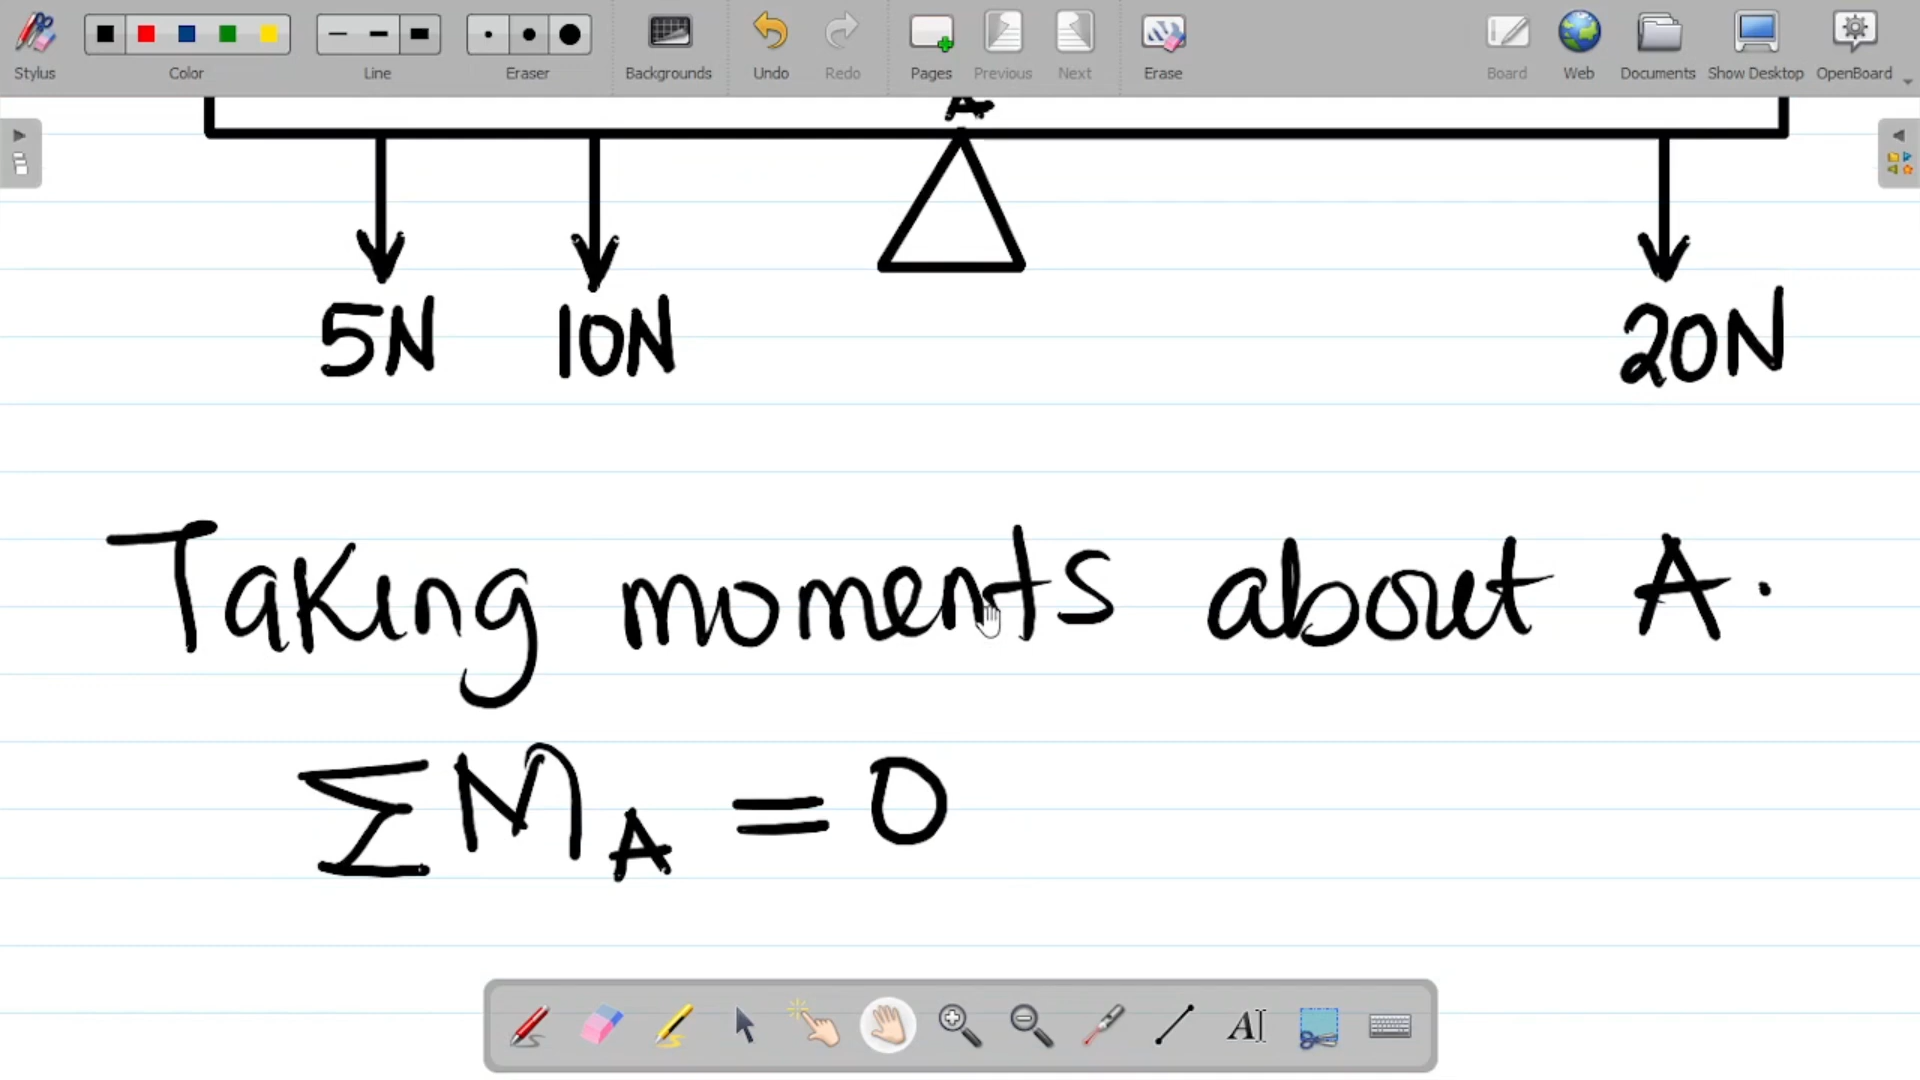 Stylus Color Line Eraser Backgrounds Undo Redo Pages Previous Next Erase Board Web Documents Show Desktop OpenBoard
A
5N 10N 20N
Taking moments about A.
ΣM_A = 0
AI